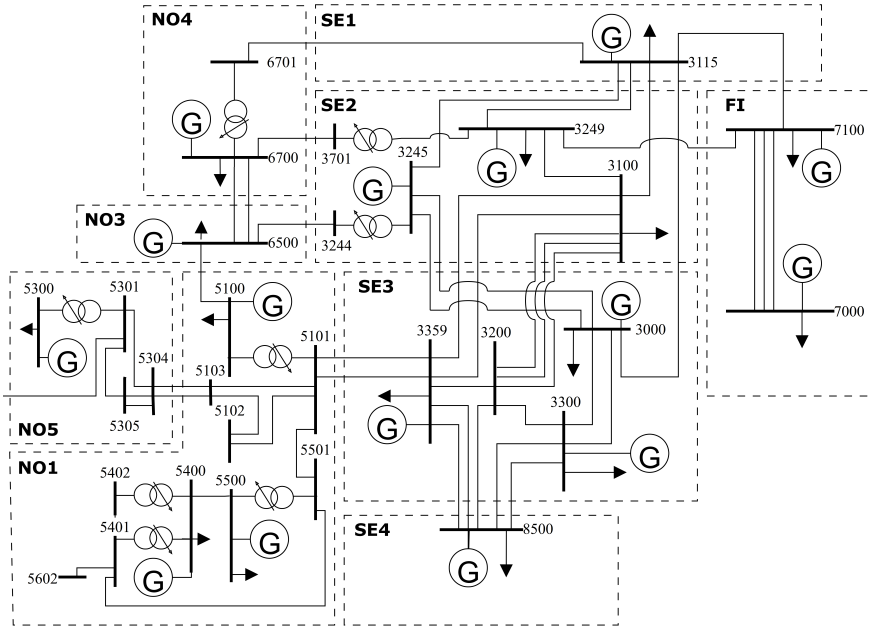 NO4
SE1
G
3115
6701
G
6700
3701
SE2
3249
G
3245
G
3100
FI
7100
G
NO3
G
6500
3244
5300
5301
G
5304
5305
NO5
5100
G
5101
5103
5102
5501
SE3
3359
3200
G
3000
3300
G
G
G
7000
NO1
5402
5400
5500
5401
G
G
5602
SE4
8500
G